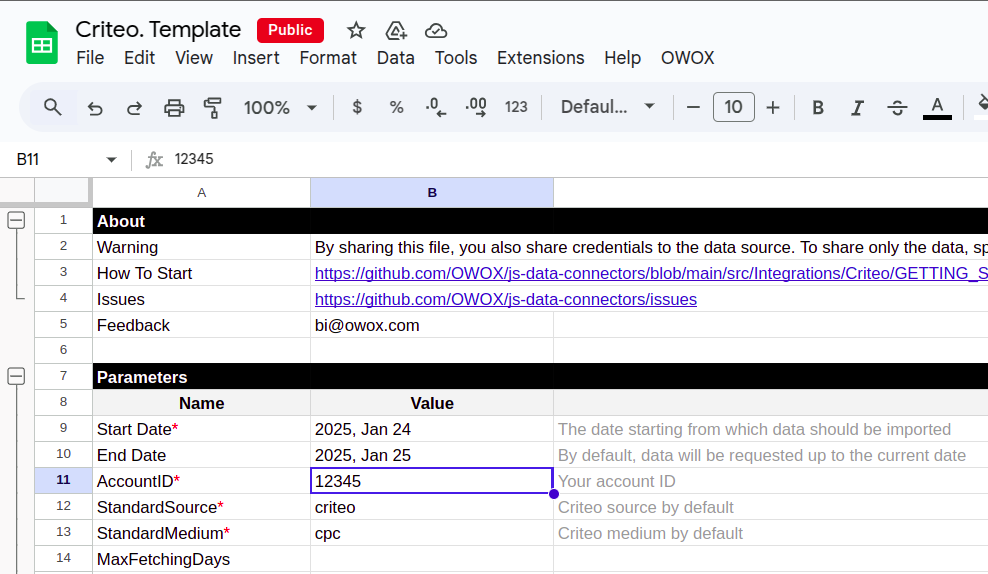 Criteo. Template Public
File Edit View Insert Format Data Tools Extensions Help OWOX
100% $ % .0 .00 123 Defaul... − 10 + B I S A
B11 fx 12345
A B
1 About
2 Warning By sharing this file, you also share credentials to the data source. To share only the data, sp
3 How To Start https://github.com/OWOX/js-data-connectors/blob/main/src/Integrations/Criteo/GETTING_S
4 Issues https://github.com/OWOX/js-data-connectors/issues
5 Feedback bi@owox.com
6
7 Parameters
8 Name Value
9 Start Date* 2025, Jan 24 The date starting from which data should be imported
10 End Date 2025, Jan 25 By default, data will be requested up to the current date
11 AccountID* 12345 Your account ID
12 StandardSource* criteo Criteo source by default
13 StandardMedium* cpc Criteo medium by default
14 MaxFetchingDays